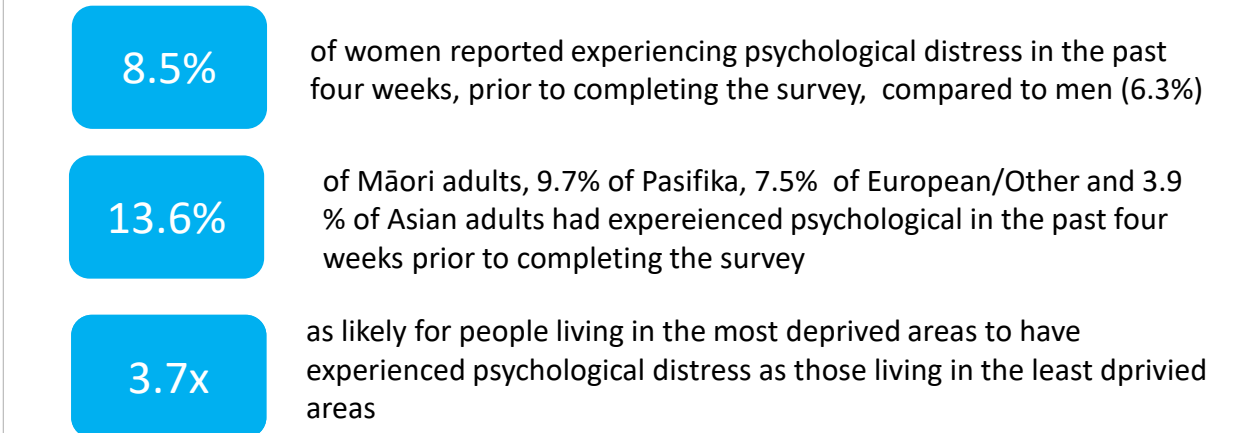 8.5%
of women reported experiencing psychological distress in the past
four weeks, prior to completing the survey,  compared to men (6.3%)
13.6%
of Māori adults, 9.7% of Pasifika, 7.5%  of European/Other and 3.9
% of Asian adults had expereienced psychological in the past four
weeks prior to completing the survey
3.7x
as likely for people living in the most deprived areas to have
experienced psychological distress as those living in the least dprivied
areas